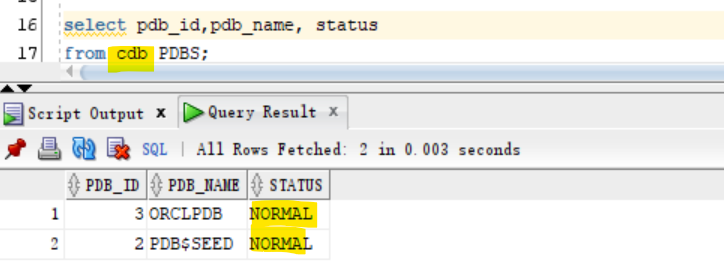 16 select pdb_id,pdb_name, status
17 from cdb PDBS;
Script Output x Query Result x
SQL | All Rows Fetched: 2 in 0.003 seconds
PDB_ID PDB_NAME STATUS
1 3 ORCLPDB NORMAL
2 2 PDB$SEED NORMAL